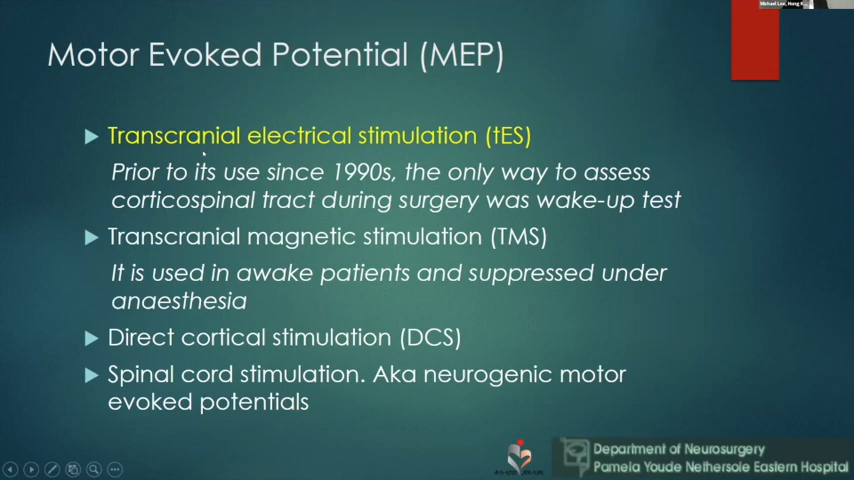 Michael Lee, Hong K...
Motor Evoked Potential (MEP)
Transcranial electrical stimulation (tES)
Prior to its use since 1990s, the only way to assess
corticospinal tract during surgery was wake-up test
Transcranial magnetic stimulation (TMS)
It is used in awake patients and suppressed under
anaesthesia
Direct cortical stimulation (DCS)
Spinal cord stimulation. Aka neurogenic motor
evoked potentials
Department of Neurosurgery
Pamela Youde Nethersole Eastern Hospital